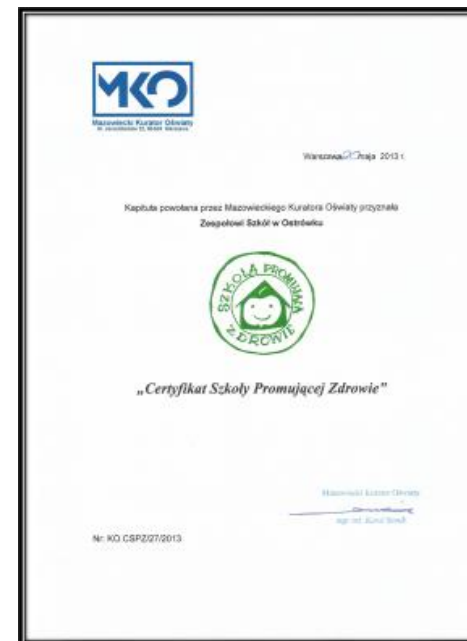 MKO
Mazowiecki Kurator Oświaty
Warszawa maja 2013 r.
Kapituła powołana przez Mazowieckiego Kuratora Oświaty przyznała
Zespołowi Szkół w Ostrówku
SZKOŁA PROMUJĄCA
ZDROWIE
„Certyfikat Szkoły Promującej Zdrowie"
Mazowiecki Kurator Oświaty
Nr: KO.CSPZ/27/2013